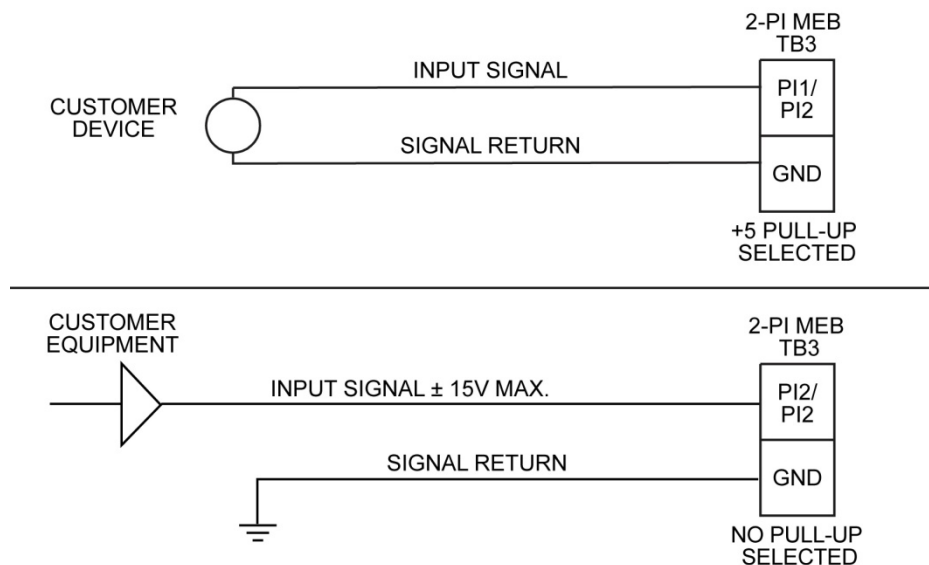 2-PI MEB
TB3
INPUT SIGNAL
PI1/
PI2
CUSTOMER
DEVICE
SIGNAL RETURN
GND
+5 PULL-UP
SELECTED
CUSTOMER
EQUIPMENT
2-PI MEB
TB3
INPUT SIGNAL ± 15V MAX.
PI2/
PI2
SIGNAL RETURN
GND
NO PULL-UP
SELECTED